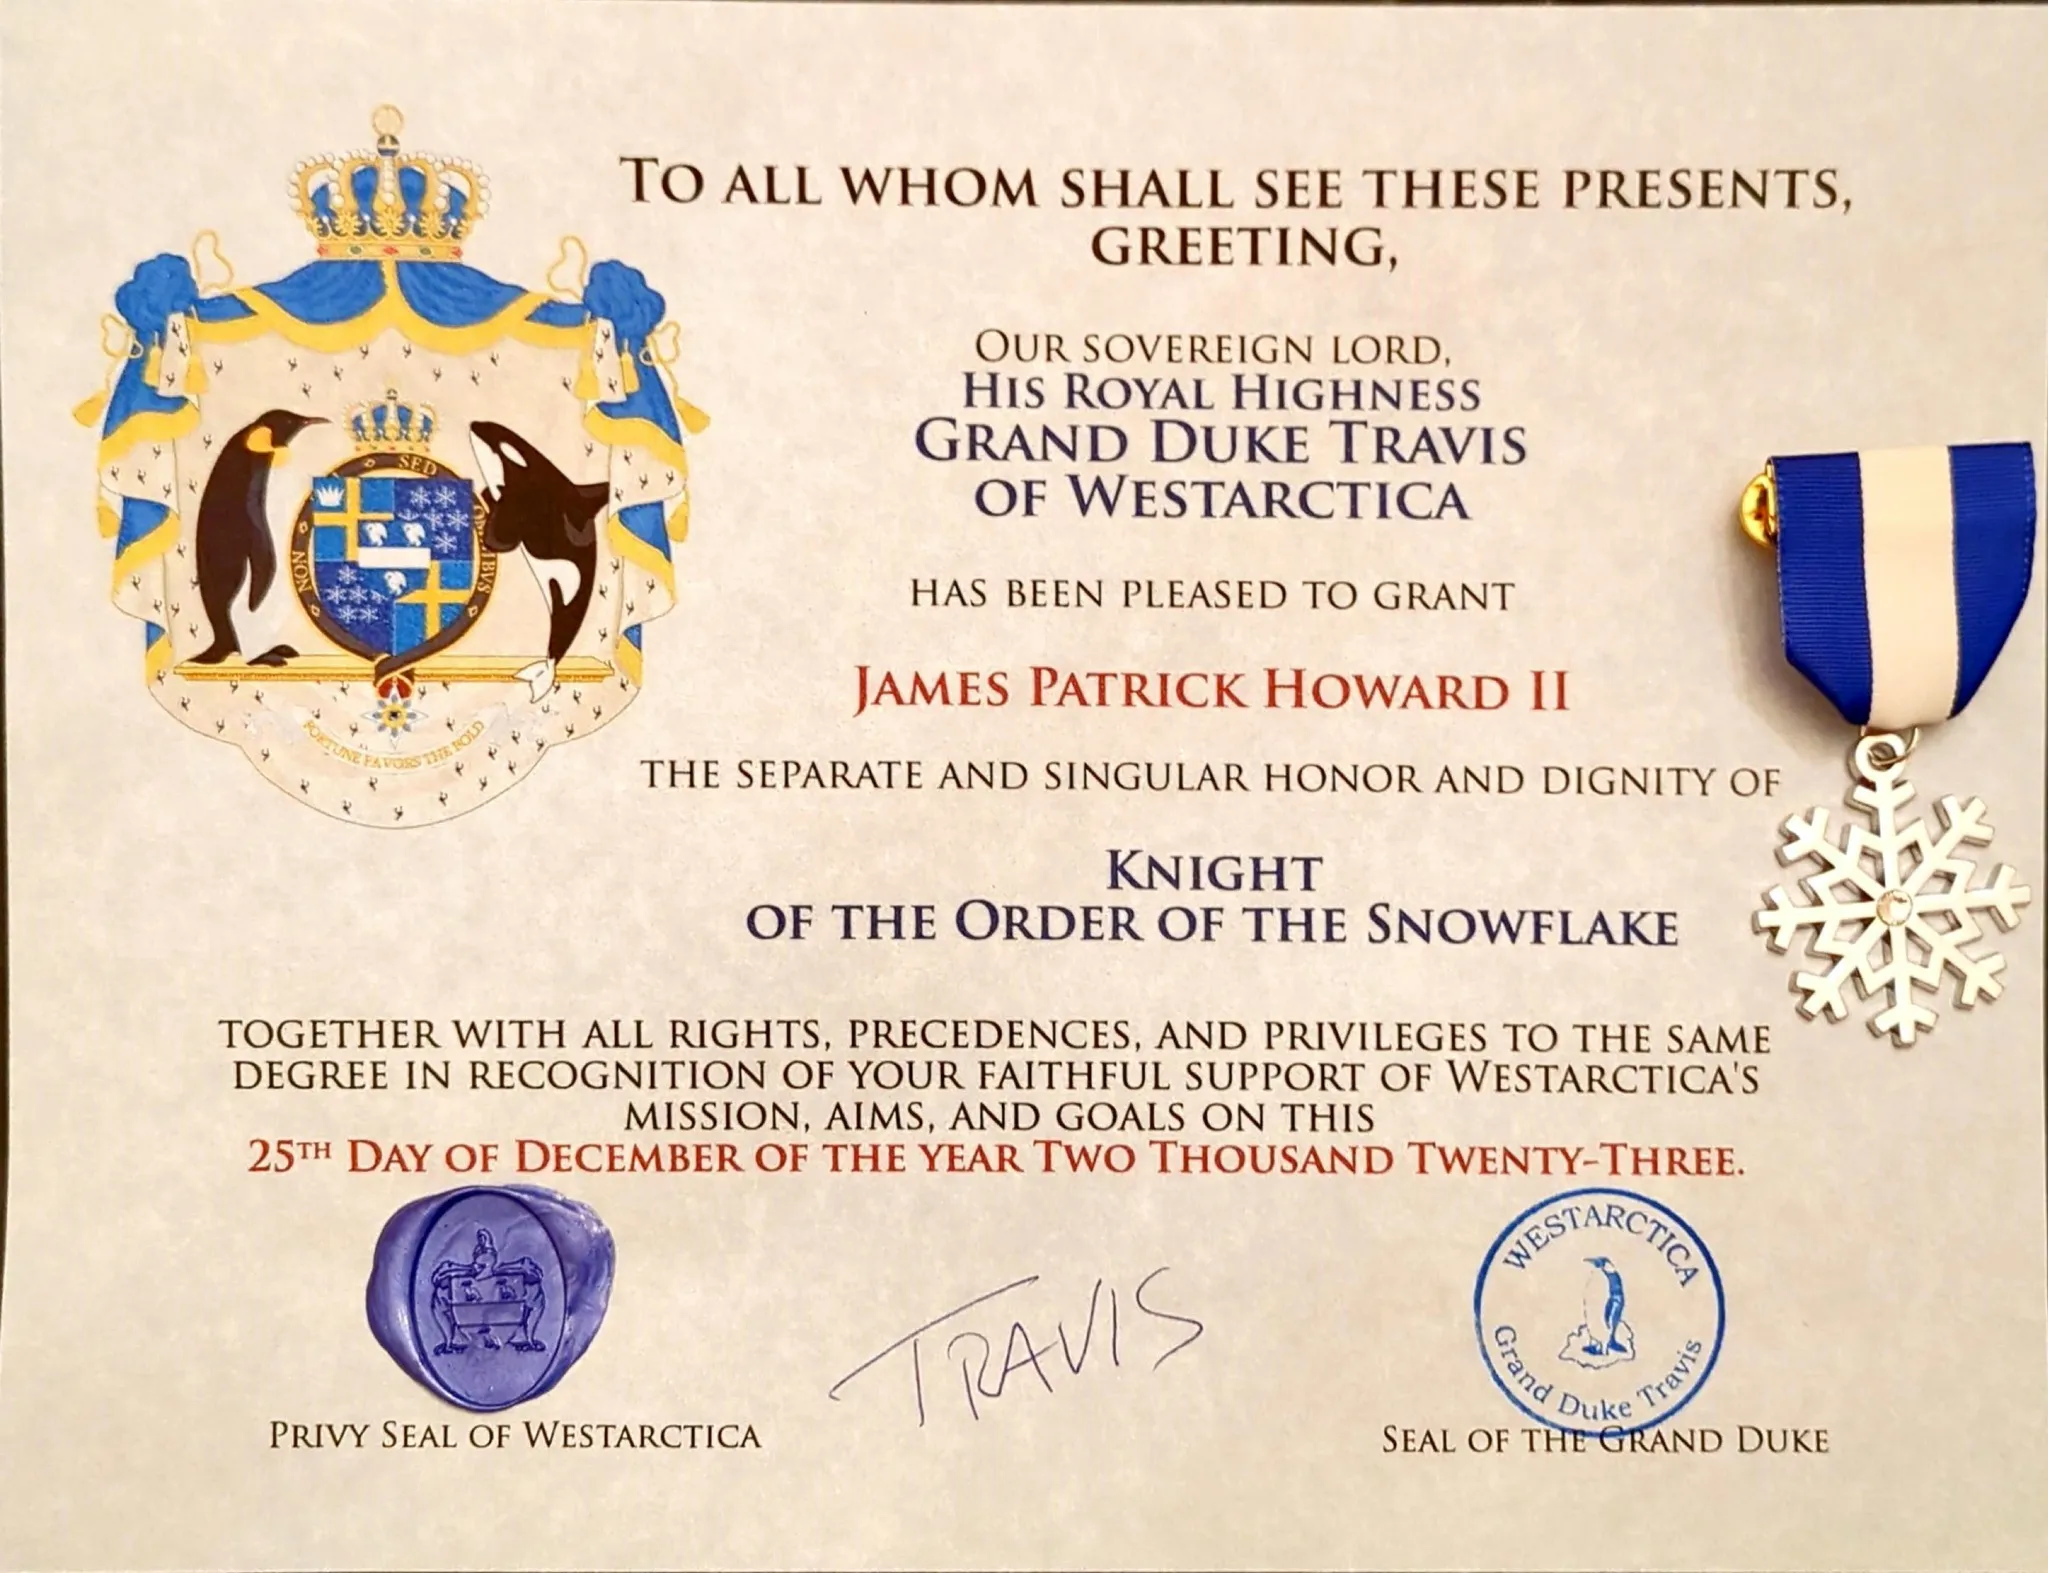 TO ALL WHOM SHALL SEE THESE PRESENTS,
GREETING,
OUR SOVEREIGN LORD,
HIS ROYAL HIGHNESS
GRAND DUKE TRAVIS
OF WESTARCTICA
HAS BEEN PLEASED TO GRANT
JAMES PATRICK HOWARD II
THE SEPARATE AND SINGULAR HONOR AND DIGNITY OF
KNIGHT
OF THE ORDER OF THE SNOWFLAKE
TOGETHER WITH ALL RIGHTS, PRECEDENCES, AND PRIVILEGES TO THE SAME
DEGREE IN RECOGNITION OF YOUR FAITHFUL SUPPORT OF WESTARCTICA'S
MISSION, AIMS, AND GOALS ON THIS
25TH DAY OF DECEMBER OF THE YEAR TWO THOUSAND TWENTY-THREE.
NON SED
FORTUNE FAVORS THE BOLD
TRAVIS
WESTARCTICA
Grand Duke Travis
PRIVY SEAL OF WESTARCTICA
SEAL OF THE GRAND DUKE